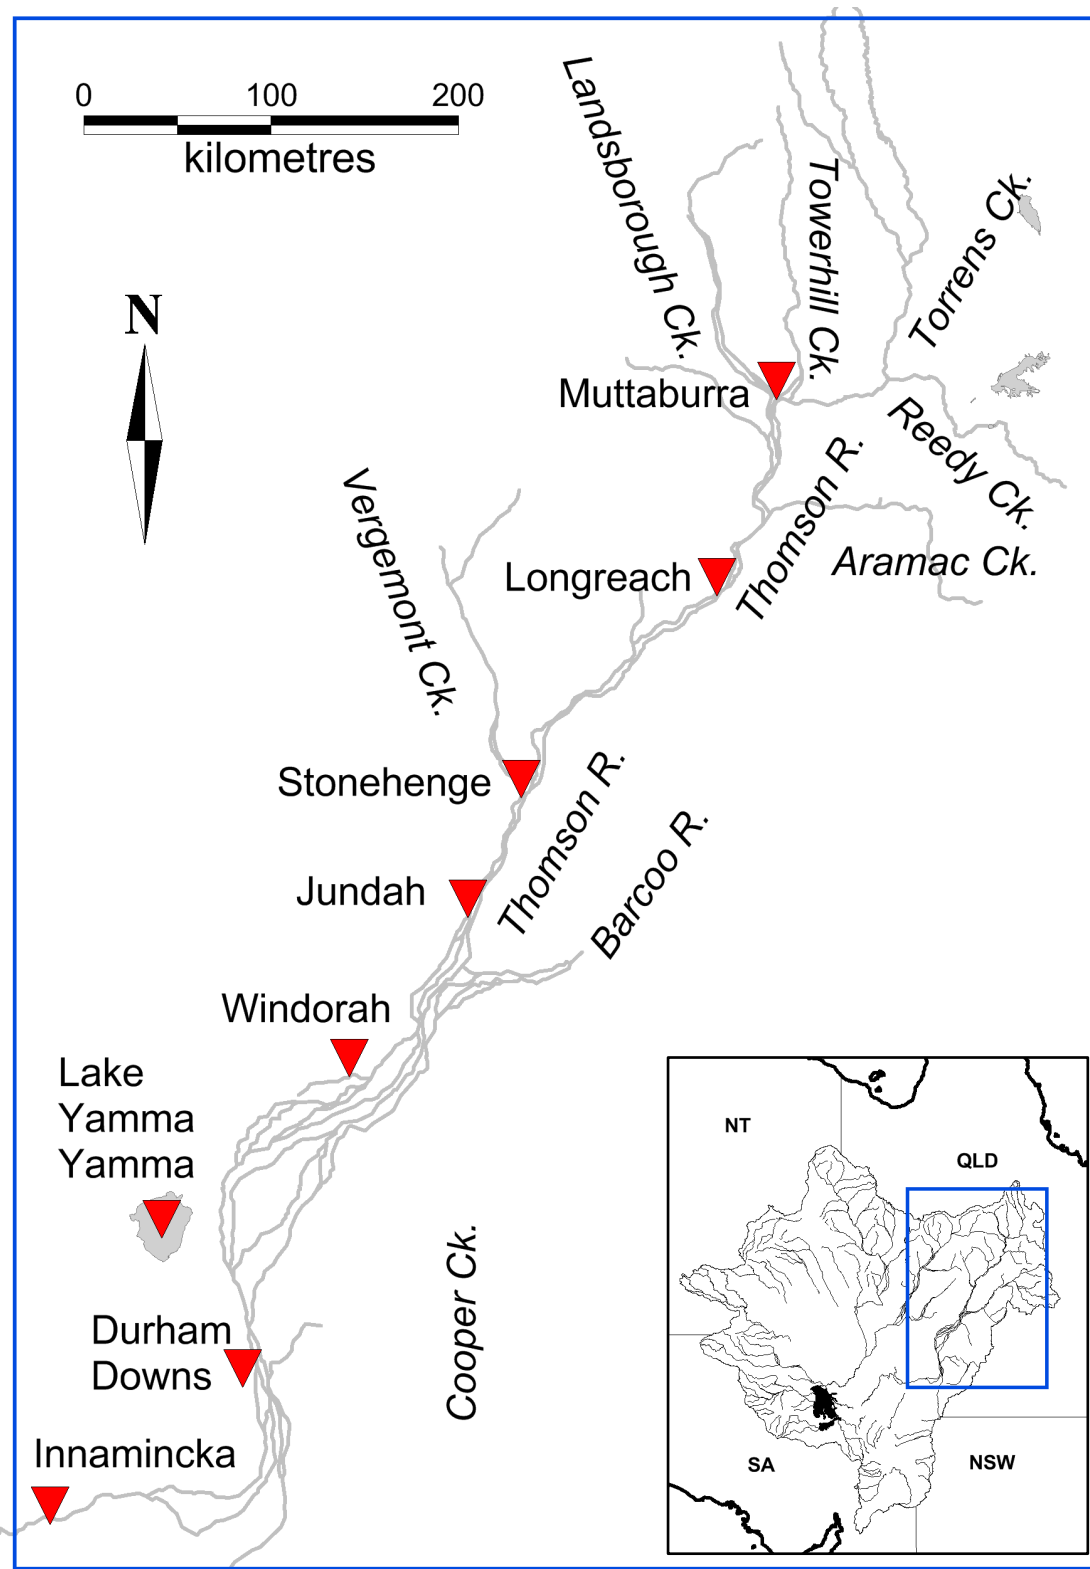 0 100 200
kilometres
N
Landsborough Ck.
Towerhill Ck.
Torrens Ck.
Muttaburra
Reedy Ck.
Thomson R.
Aramac Ck.
Longreach
Vergemont Ck.
Stonehenge
Thomson R.
Barcoo R.
Jundah
Windorah
Lake
Yamma
Yamma
Cooper Ck.
Durham
Downs
Innamincka
NT
QLD
SA
NSW